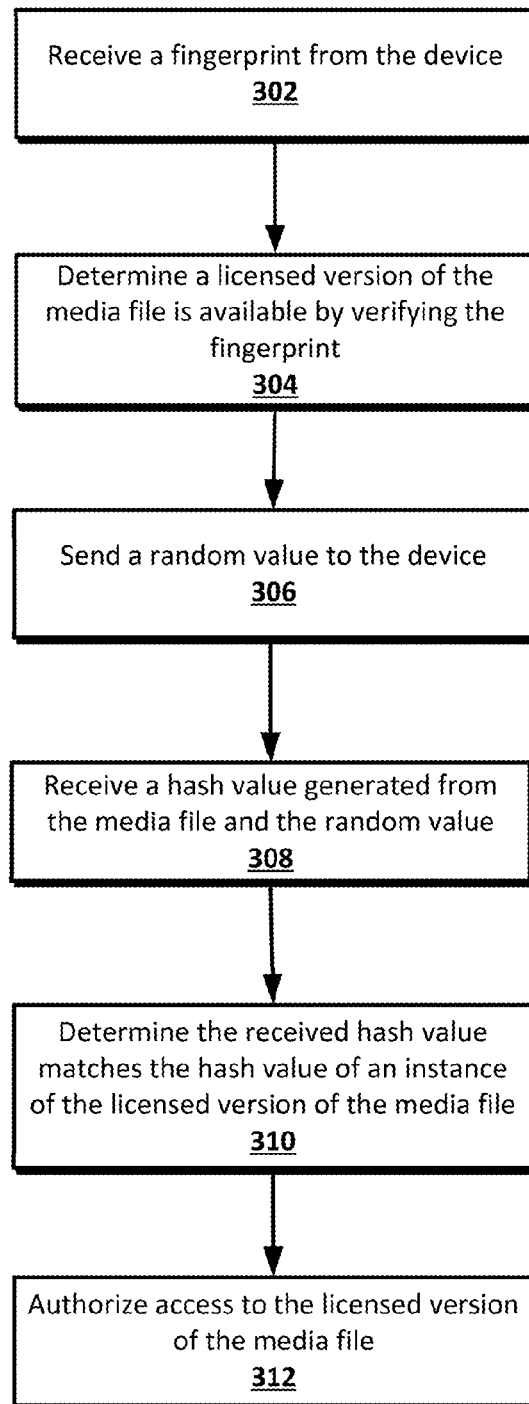 Receive a fingerprint from the device
302
Determine a licensed version of the
media file is available by verifying the
fingerprint
304
Send a random value to the device
306
Receive a hash value generated from
the media file and the random value
308
Determine the received hash value
matches the hash value of an instance
of the licensed version of the media file
310
Authorize access to the licensed version
of the media file
312